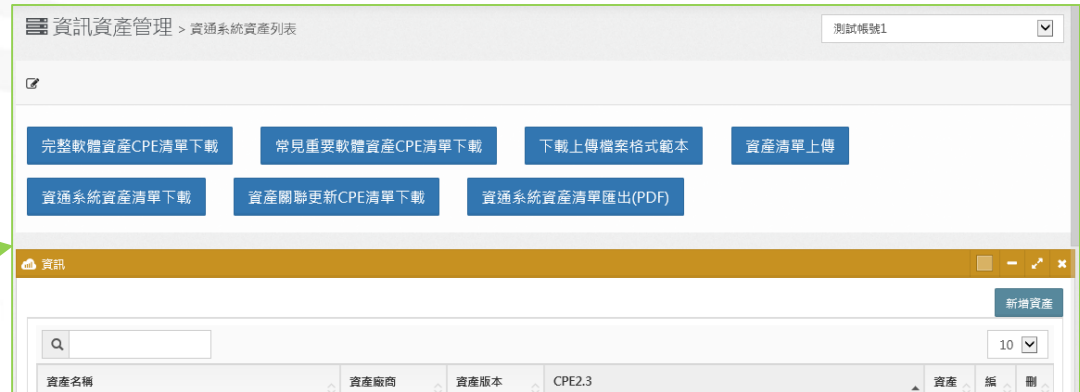 資訊資產管理 > 資通系統資產列表
測試帳號1
完整軟體資產CPE清單下載
常見重要軟體資產CPE清單下載
下載上傳檔案格式範本
資產清單上傳
資通系統資產清單下載
資產關聯更新CPE清單下載
資通系統資產清單匯出(PDF)
資訊
新增資產
10
資產名稱
資產廠商
資產版本
CPE2.3
資產
編
刪